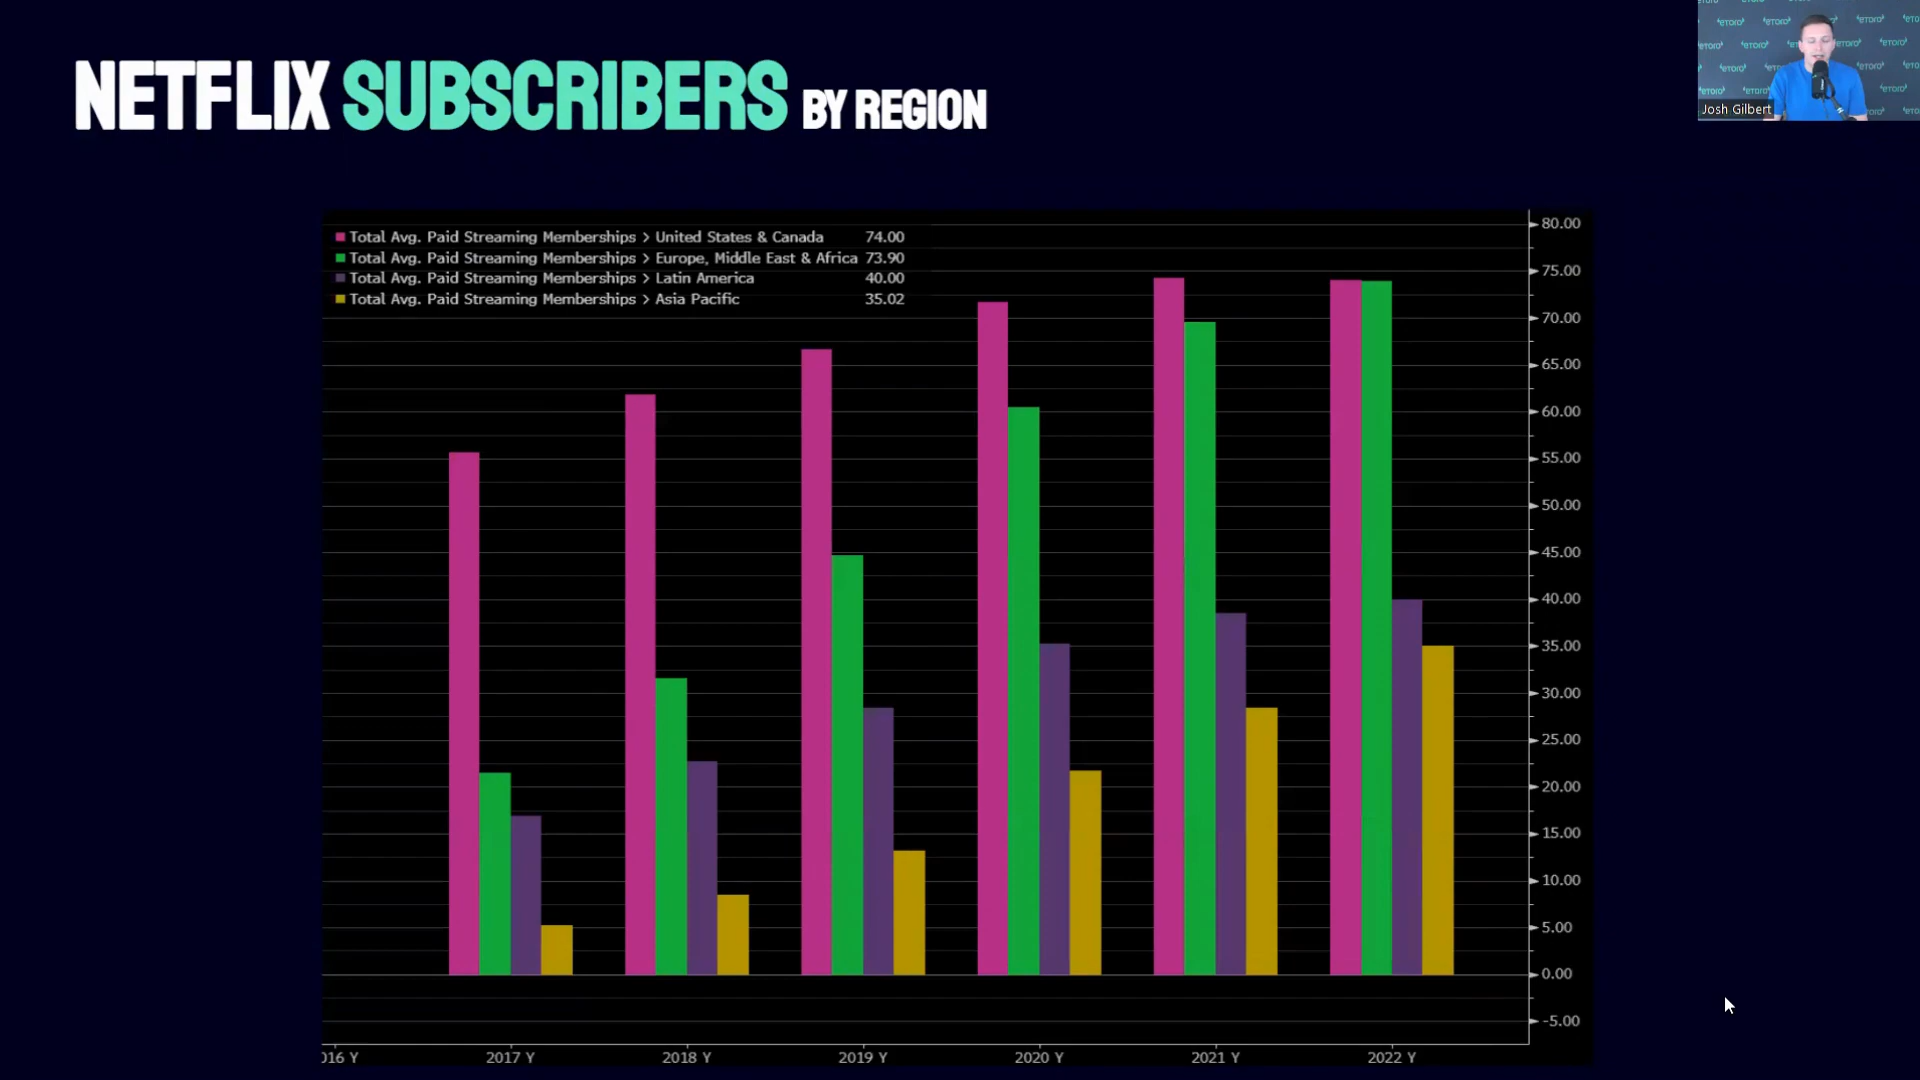 NETFLIX SUBSCRIBERS BY REGION
Josh Gilbert
Total Avg. Paid Streaming Memberships > United States & Canada 74.00
Total Avg. Paid Streaming Memberships > Europe, Middle East & Africa 73.90
Total Avg. Paid Streaming Memberships > Latin America 40.00
Total Avg. Paid Streaming Memberships > Asia Pacific 35.02
80.00
75.00
70.00
65.00
60.00
55.00
50.00
45.00
40.00
35.00
30.00
25.00
20.00
15.00
10.00
5.00
0.00
-5.00
016 Y 2017 Y 2018 Y 2019 Y 2020 Y 2021 Y 2022 Y